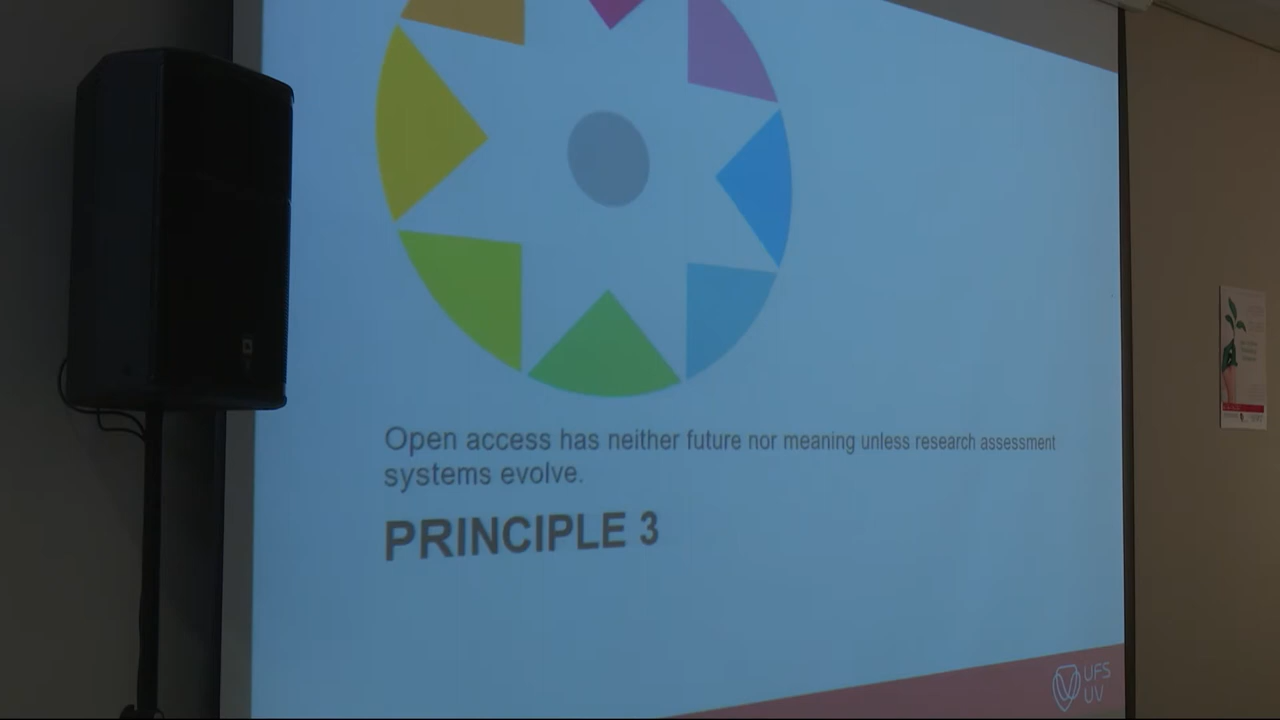 Open access has neither future nor meaning unless research assessment
systems evolve.
PRINCIPLE 3
UFS
UV